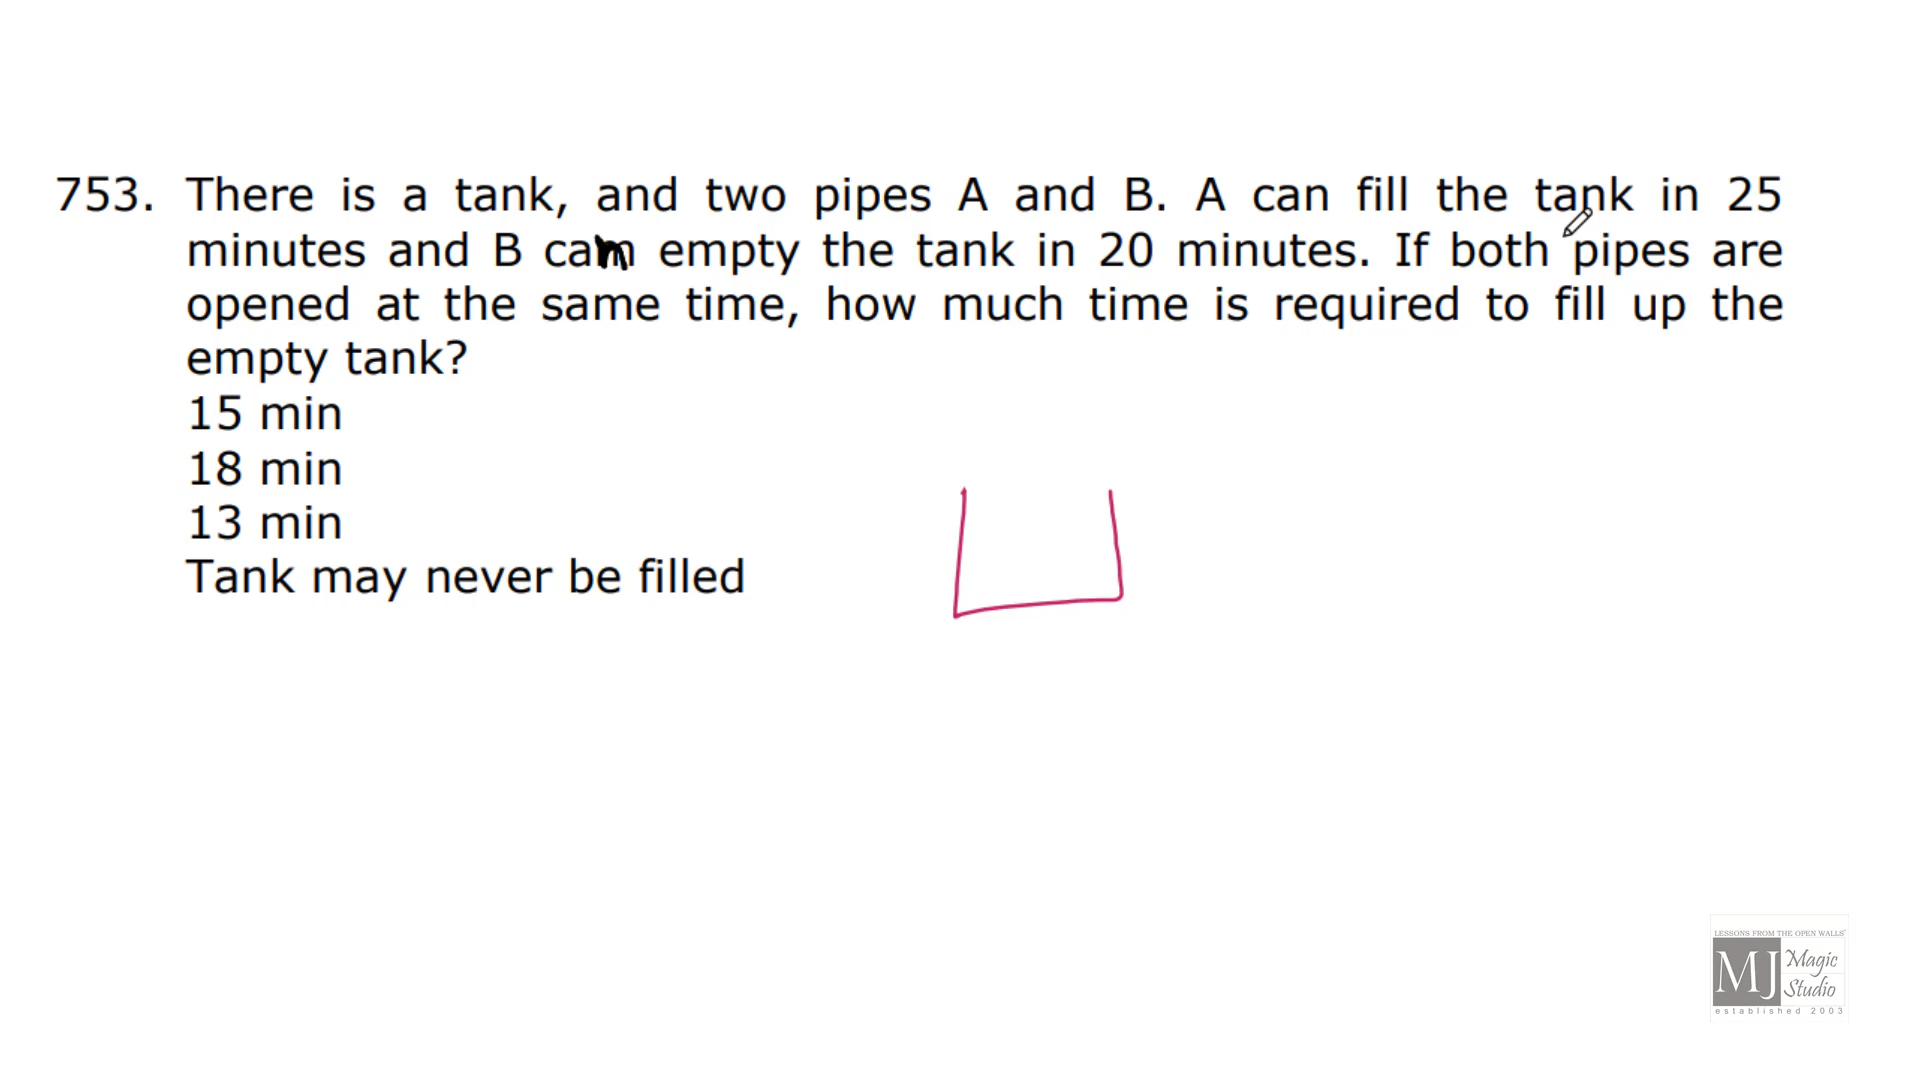 753. There is a tank, and two pipes A and B. A can fill the tank in 25
minutes and B can empty the tank in 20 minutes. If both pipes are
opened at the same time, how much time is required to fill up the
empty tank?
15 min
18 min
13 min
Tank may never be filled
LESSONS FROM THE OPEN WALLS
MJ Magic
Studio
established 2003